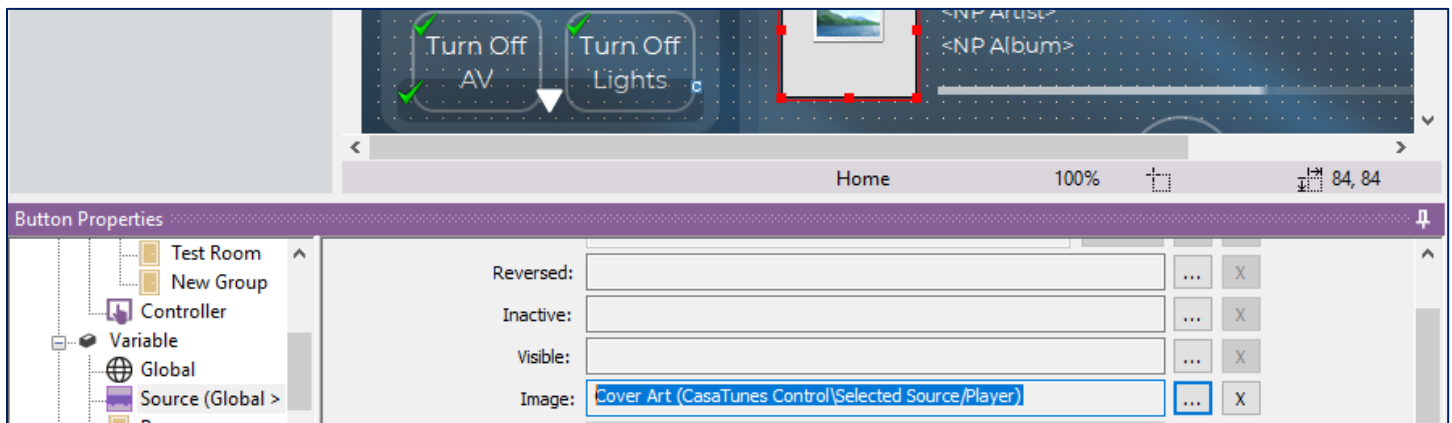 <NP Artist>
Turn Off
AV
Turn Off
Lights
c
<NP Album>
Home
100%
84, 84
Button Properties
Test Room
New Group
Controller
Variable
Global
Source (Global >
Reversed:
... X
Inactive:
... X
Visible:
... X
Image:
Cover Art (CasaTunes Control\Selected Source/Player)
... X